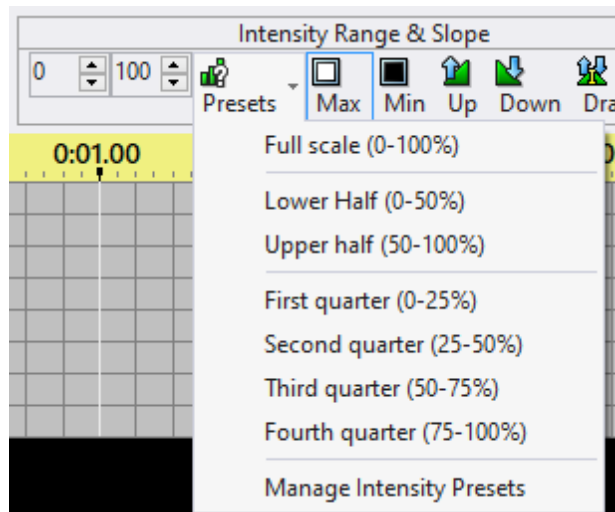 Intensity Range & Slope
0 100
Presets Max Min Up Down
0:01.00
Full scale (0-100%)
Lower Half (0-50%)
Upper half (50-100%)
First quarter (0-25%)
Second quarter (25-50%)
Third quarter (50-75%)
Fourth quarter (75-100%)
Manage Intensity Presets